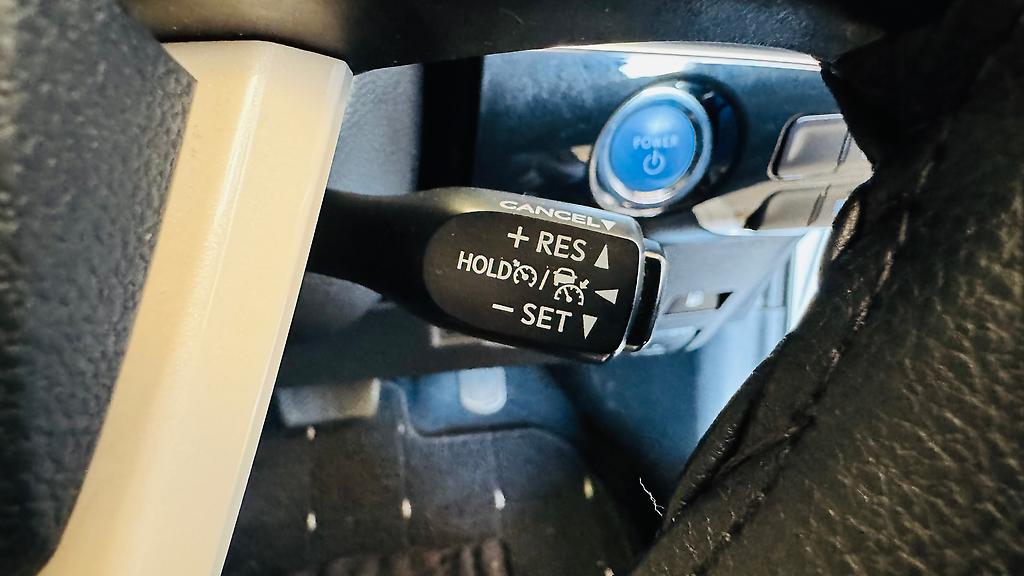 POWER
CANCEL▼
+ RES ▲
HOLD / ◀
− SET ▼